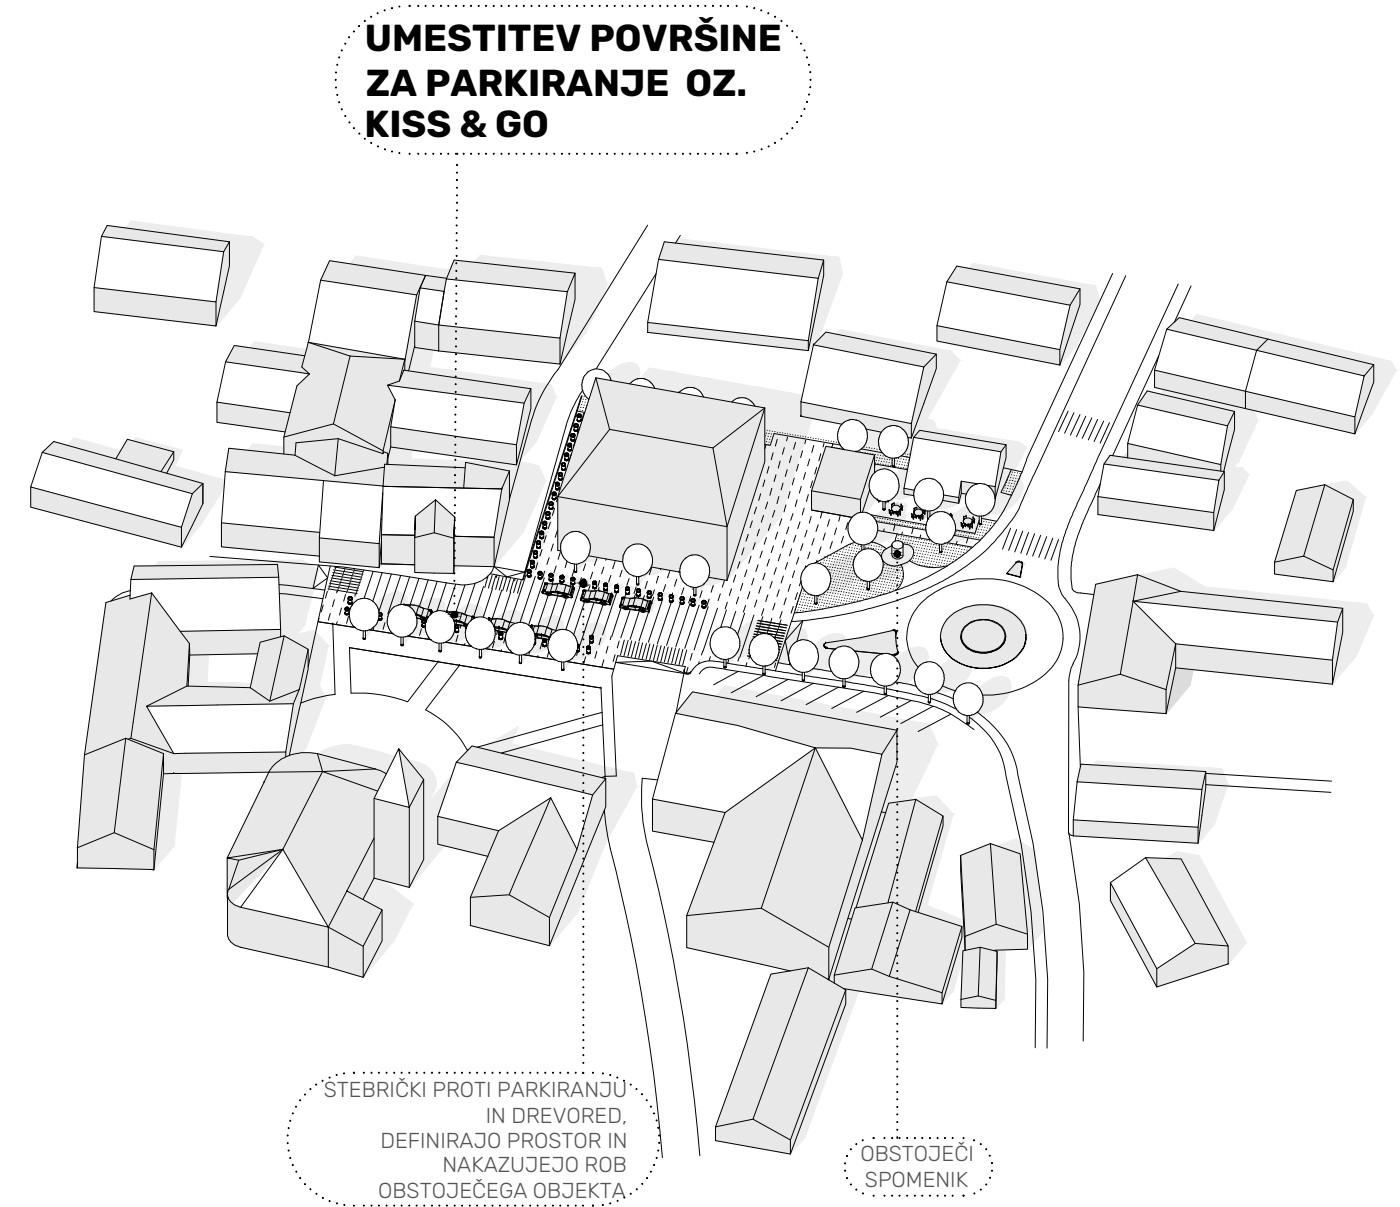 UMESTITEV POVRŠINE
ZA PARKIRANJE OZ.
KISS & GO
STEBRIČKI PROTI PARKIRANJU
IN DREVORED,
DEFINIRAJO PROSTOR IN
NAKAZUJEJO ROB
OBSTOJEČEGA OBJEKTA
OBSTOJEČI
SPOMENIK